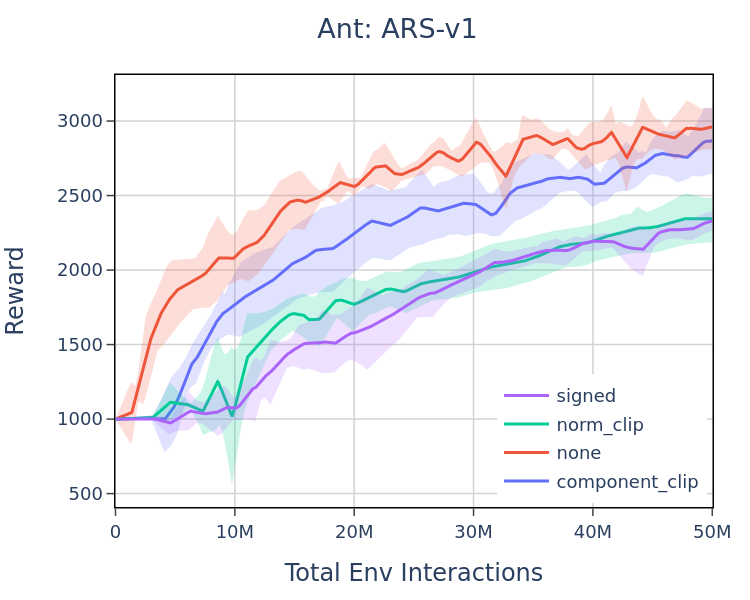 Ant: ARS-v1
Reward
3000
2500
2000
1500
1000
500
signed
norm_clip
none
component_clip
0 10M 20M 30M 40M 50M
Total Env Interactions